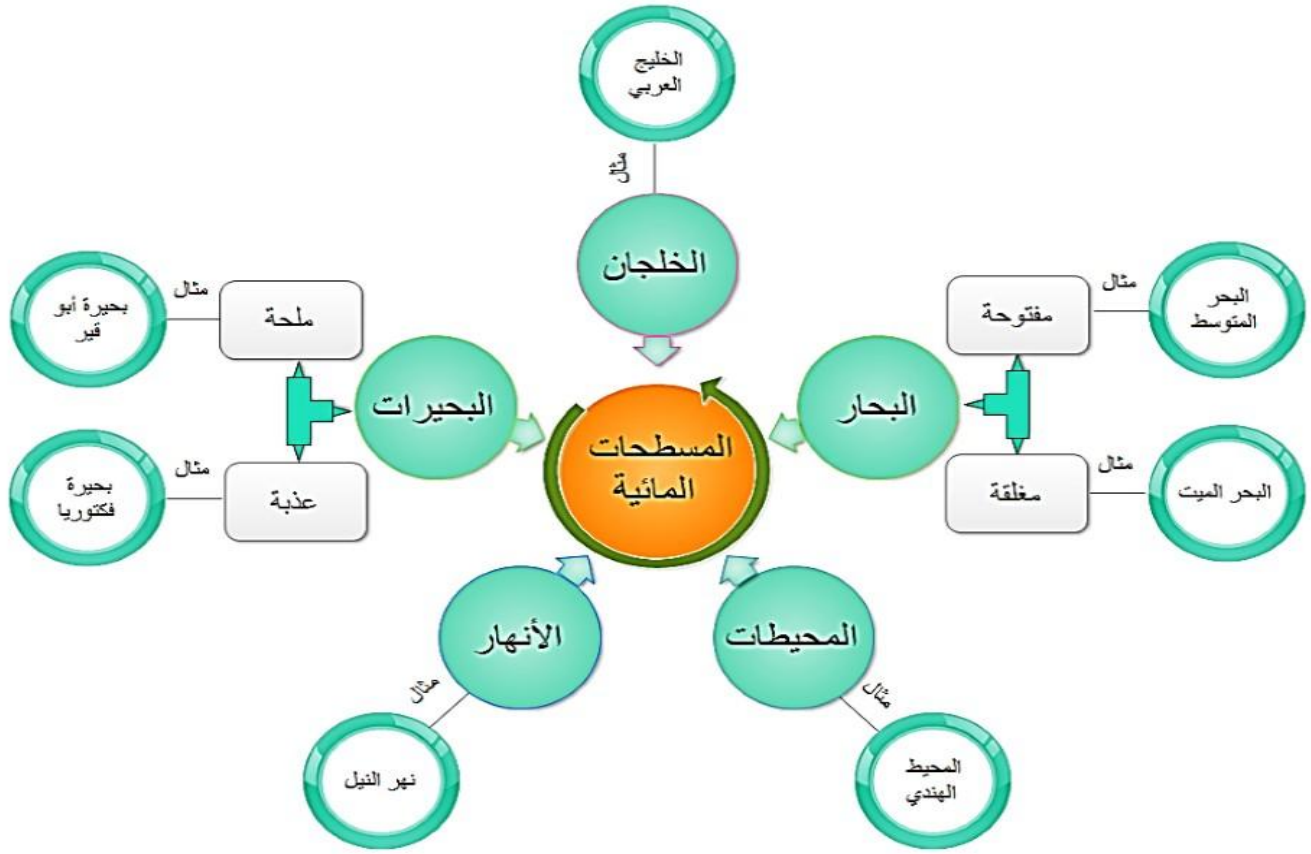 الخليج
العربي
مثال
الخلجان
البحر
المتوسط
مثال
مفتوحة
البحار
مغلقة
مثال
البحر الميت
المسطحات
المائية
ملحة
مثال
بحيرة أبو
قير
البحيرات
عذبة
مثال
بحيرة
فكتوريا
المحيطات
مثال
المحيط
الهندي
الأنهار
مثال
نهر النيل